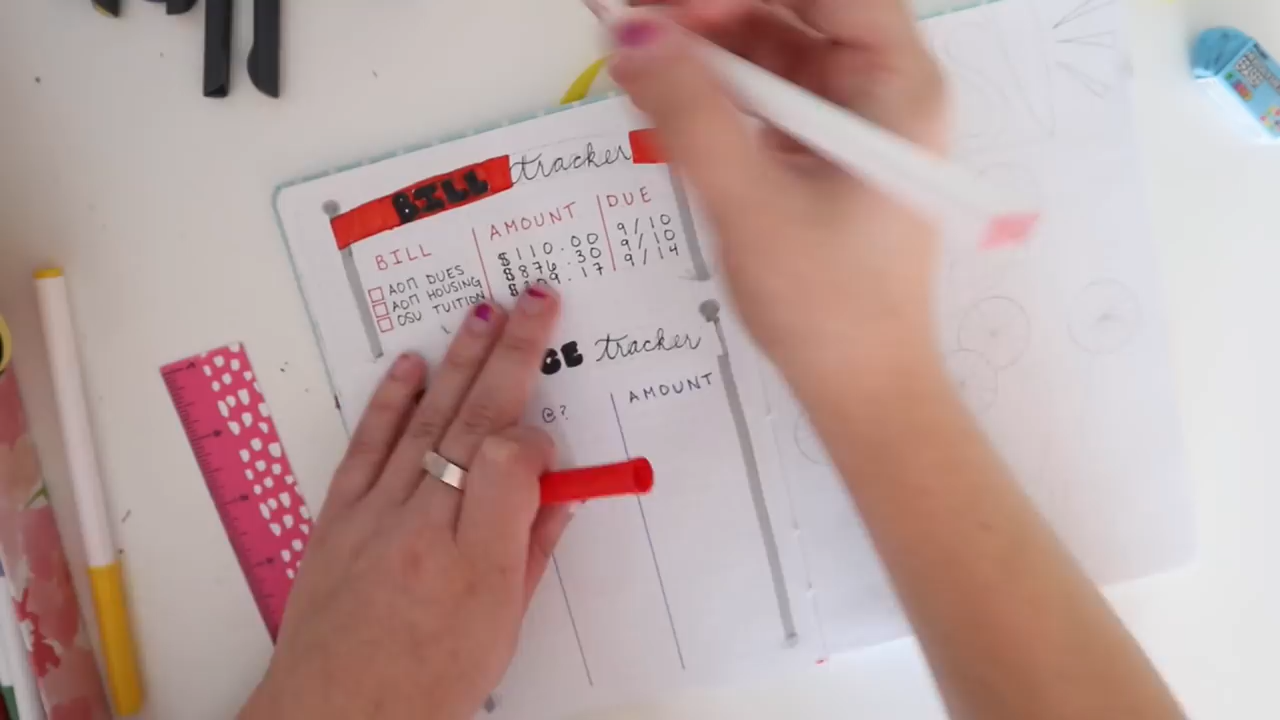 BILL tracker
BILL AMOUNT DUE
AOΠ DUES $110.00 9/10
AOΠ HOUSING $876.30 9/10
OSU TUITION 9/14
tracker
@? AMOUNT